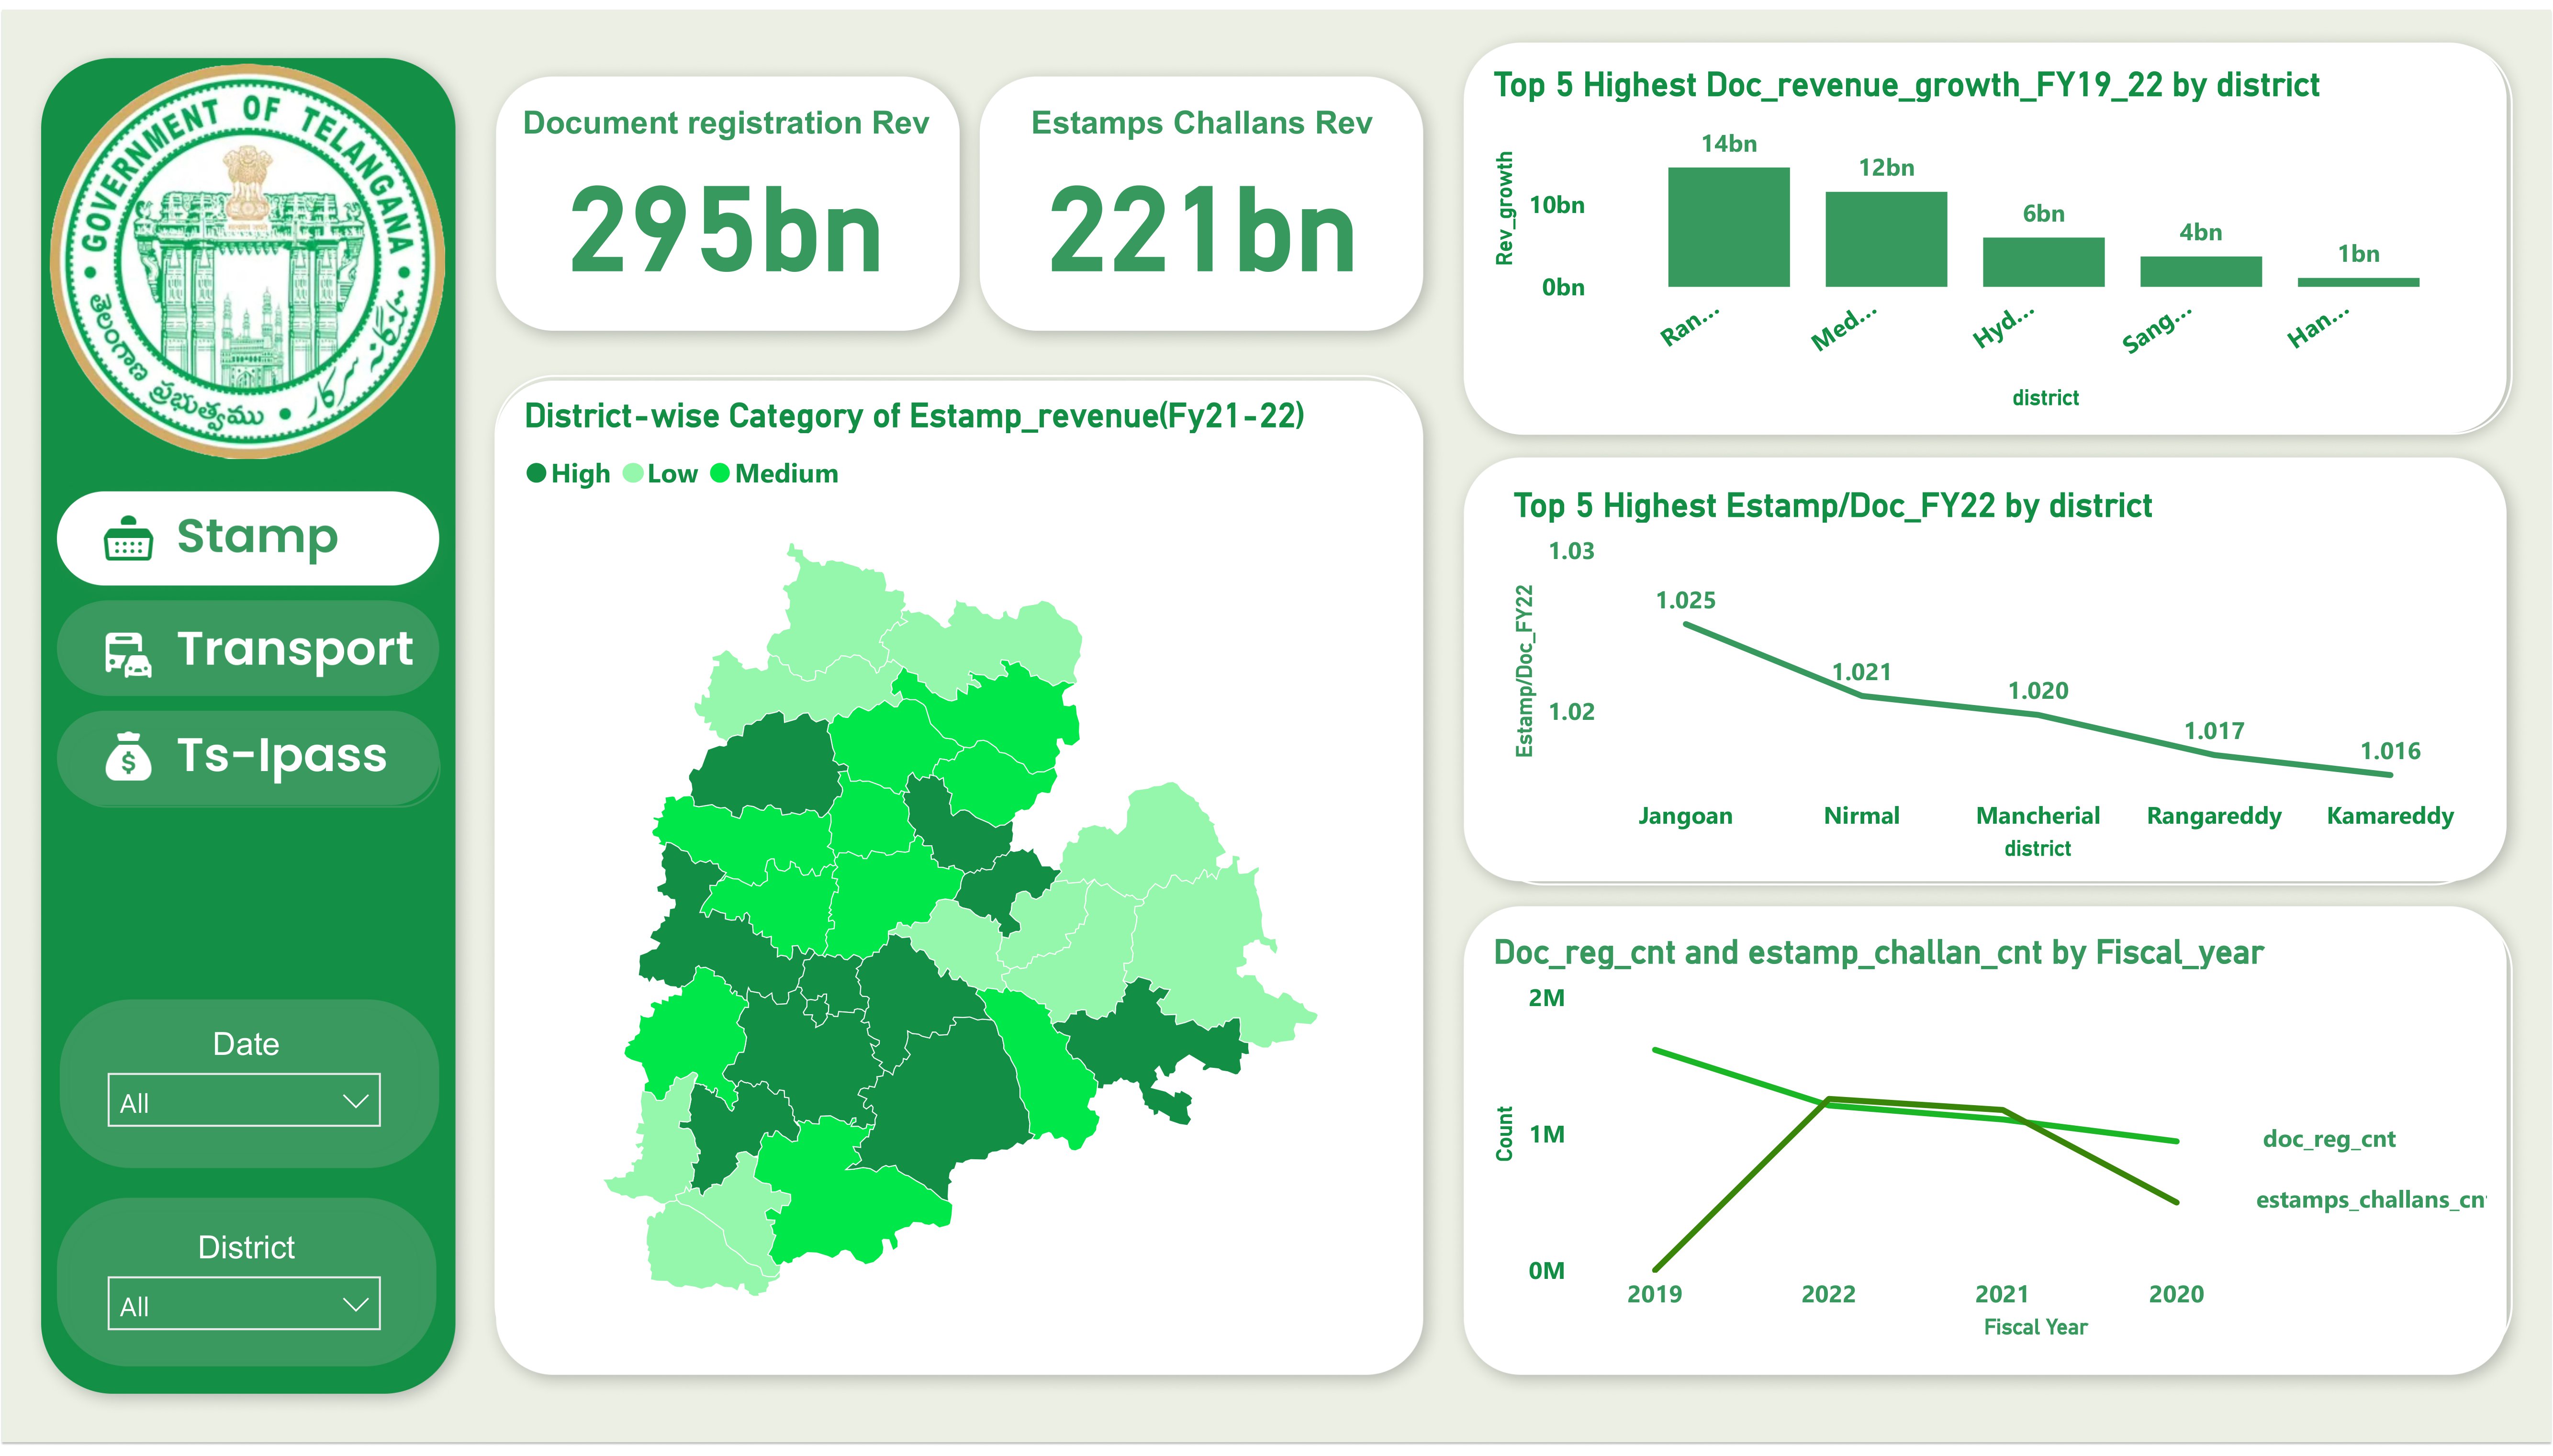 GOVERNMENT OF TELANGANA
తెలంగాణ ప్రభుత్వము
Stamp
Transport
Ts-Ipass
Date
All
District
All
Document registration Rev
295bn
Estamps Challans Rev
221bn
District-wise Category of Estamp_revenue(Fy21-22)
High Low Medium
Top 5 Highest Doc_revenue_growth_FY19_22 by district
Rev_growth
10bn
0bn
14bn
12bn
6bn
4bn
1bn
Ran...
Med...
Hyd...
Sang...
Han...
district
Top 5 Highest Estamp/Doc_FY22 by district
Estamp/Doc_FY22
1.03
1.02
1.025
1.021
1.020
1.017
1.016
Jangoan Nirmal Mancherial Rangareddy Kamareddy
district
Doc_reg_cnt and estamp_challan_cnt by Fiscal_year
Count
2M
1M
0M
doc_reg_cnt
estamps_challans_cn
2019 2022 2021 2020
Fiscal Year